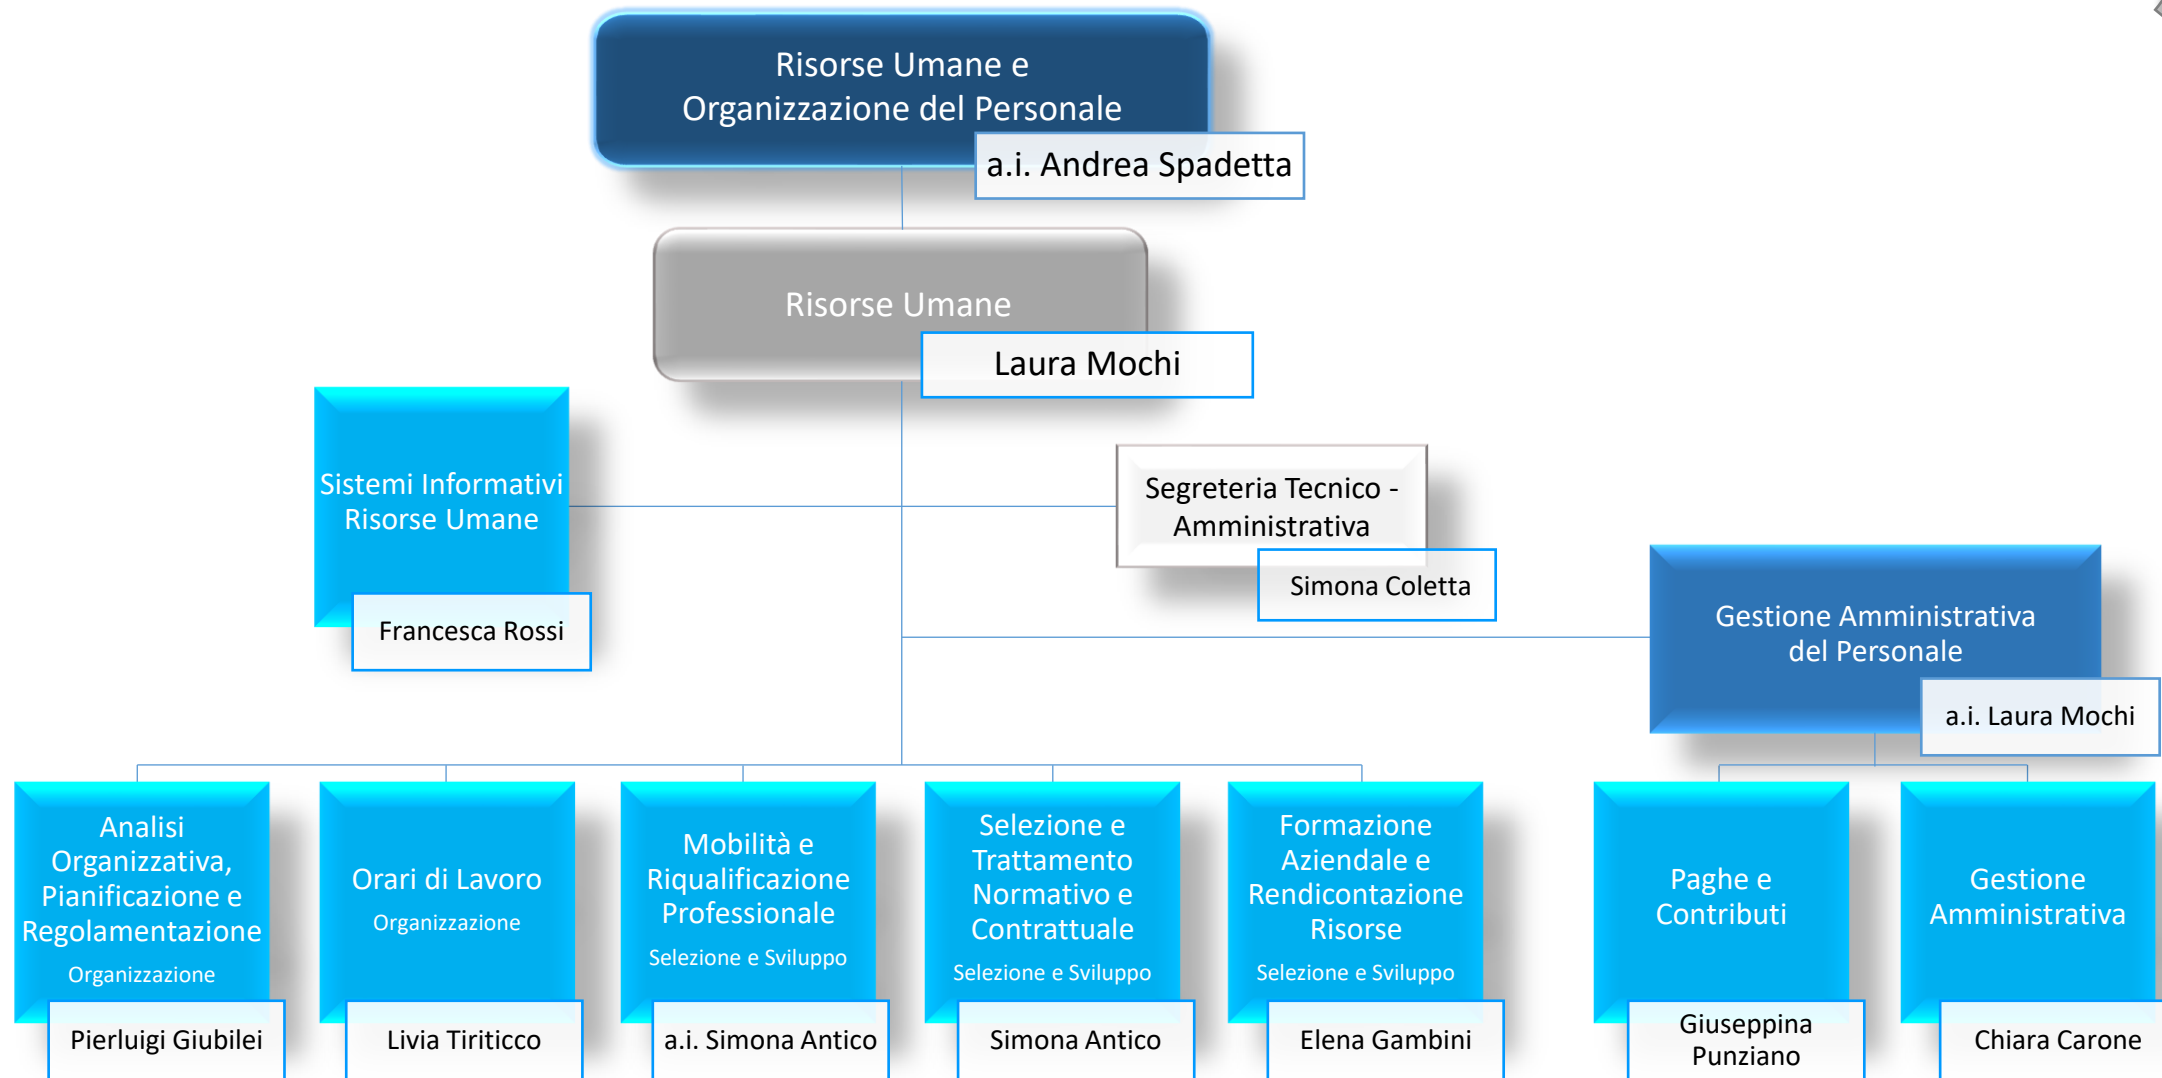 Risorse Umane e
Organizzazione del Personale
a.i. Andrea Spadetta
Risorse Umane
Laura Mochi
Sistemi Informativi
Risorse Umane
Francesca Rossi
Segreteria Tecnico -
Amministrativa
Simona Coletta
Gestione Amministrativa
del Personale
a.i. Laura Mochi
Analisi
Organizzativa,
Pianificazione e
Regolamentazione
Organizzazione
Pierluigi Giubilei
Orari di Lavoro
Organizzazione
Livia Tiriticco
Mobilità e
Riqualificazione
Professionale
Selezione e Sviluppo
a.i. Simona Antico
Selezione e
Trattamento
Normativo e
Contrattuale
Selezione e Sviluppo
Simona Antico
Formazione
Aziendale e
Rendicontazione
Risorse
Selezione e Sviluppo
Elena Gambini
Paghe e
Contributi
Giuseppina
Punziano
Gestione
Amministrativa
Chiara Carone